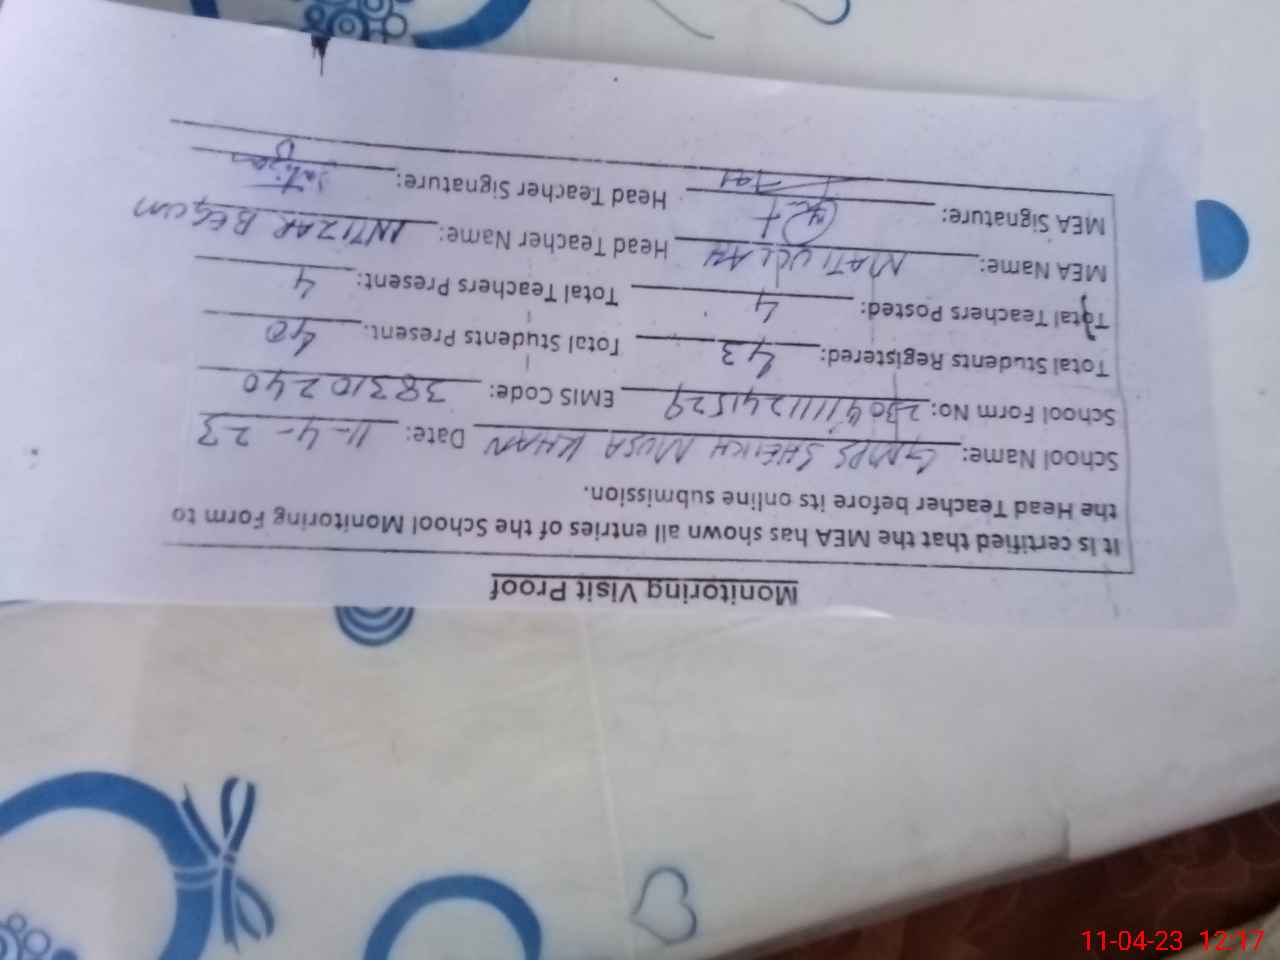 Monitoring Visit Proof
It is certified that the MEA has shown all entries of the School Monitoring Form to
the Head Teacher before its online submission.
School Name: GMPS SHEIKH MUSA KHAN Date: 11-4-23
School Form No: 230411111241529 EMIS Code: 38310240
Total Students Registered: 43 Total Students Present: 40
Total Teachers Posted: 4 Total Teachers Present: 4
MEA Name: MATIULLAH Head Teacher Name: INTIZAR BEGUM
MEA Signature: Head Teacher Signature:
11-04-23 12:17